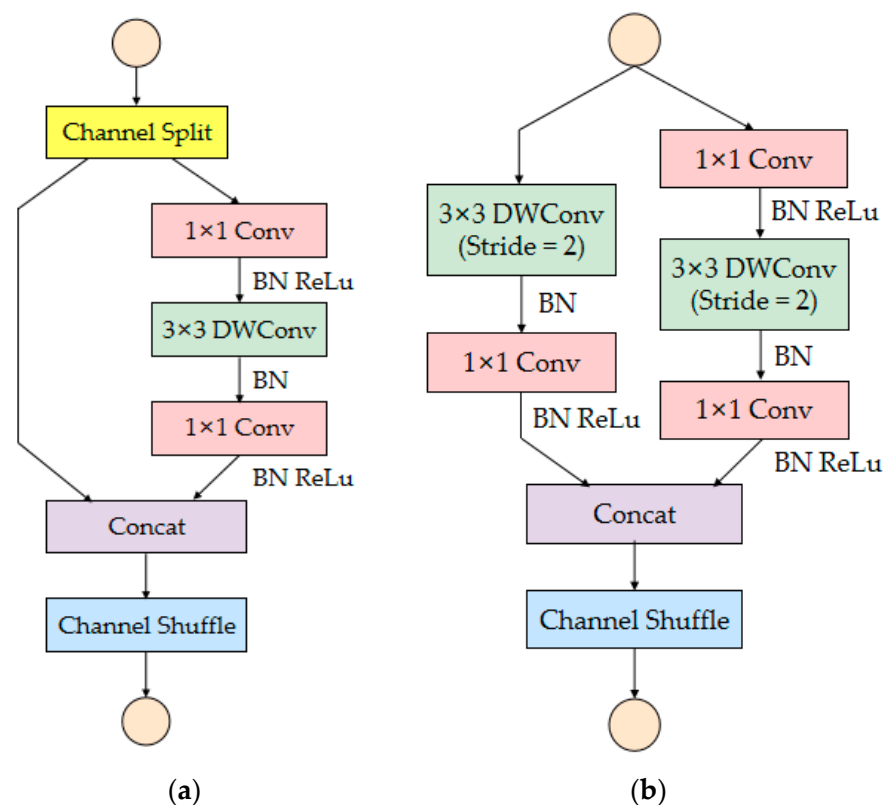 Channel Split
1×1 Conv
BN ReLu
3×3 DWConv
BN
1×1 Conv
BN ReLu
Concat
Channel Shuffle
(a)
3×3 DWConv
(Stride = 2)
BN
1×1 Conv
BN ReLu
1×1 Conv
BN ReLu
3×3 DWConv
(Stride = 2)
BN
1×1 Conv
BN ReLu
Concat
Channel Shuffle
(b)